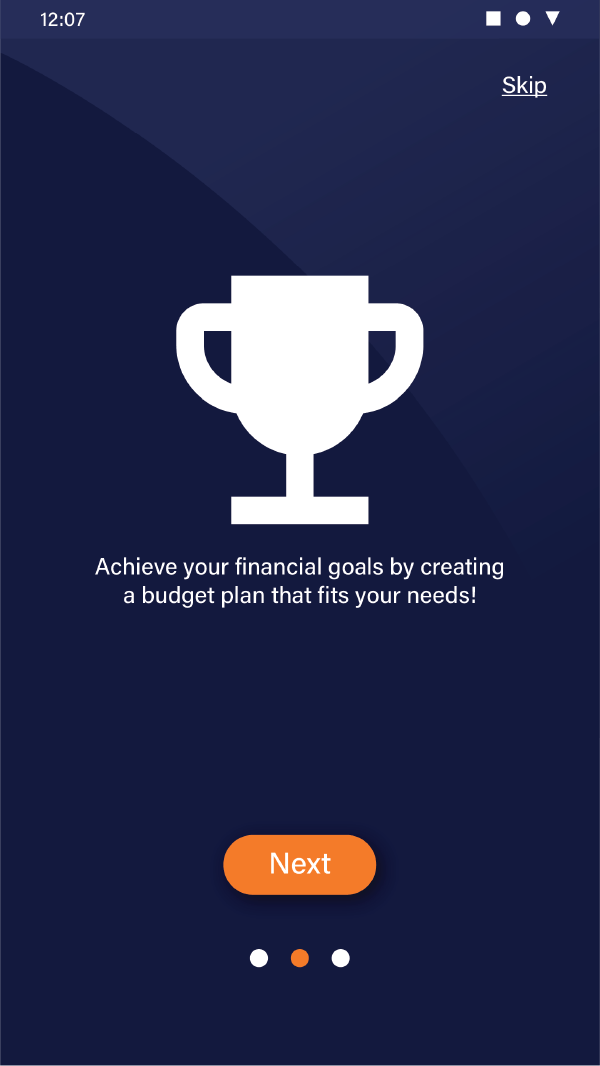 12:07
Skip
Achieve your financial goals by creating
a budget plan that fits your needs!
Next